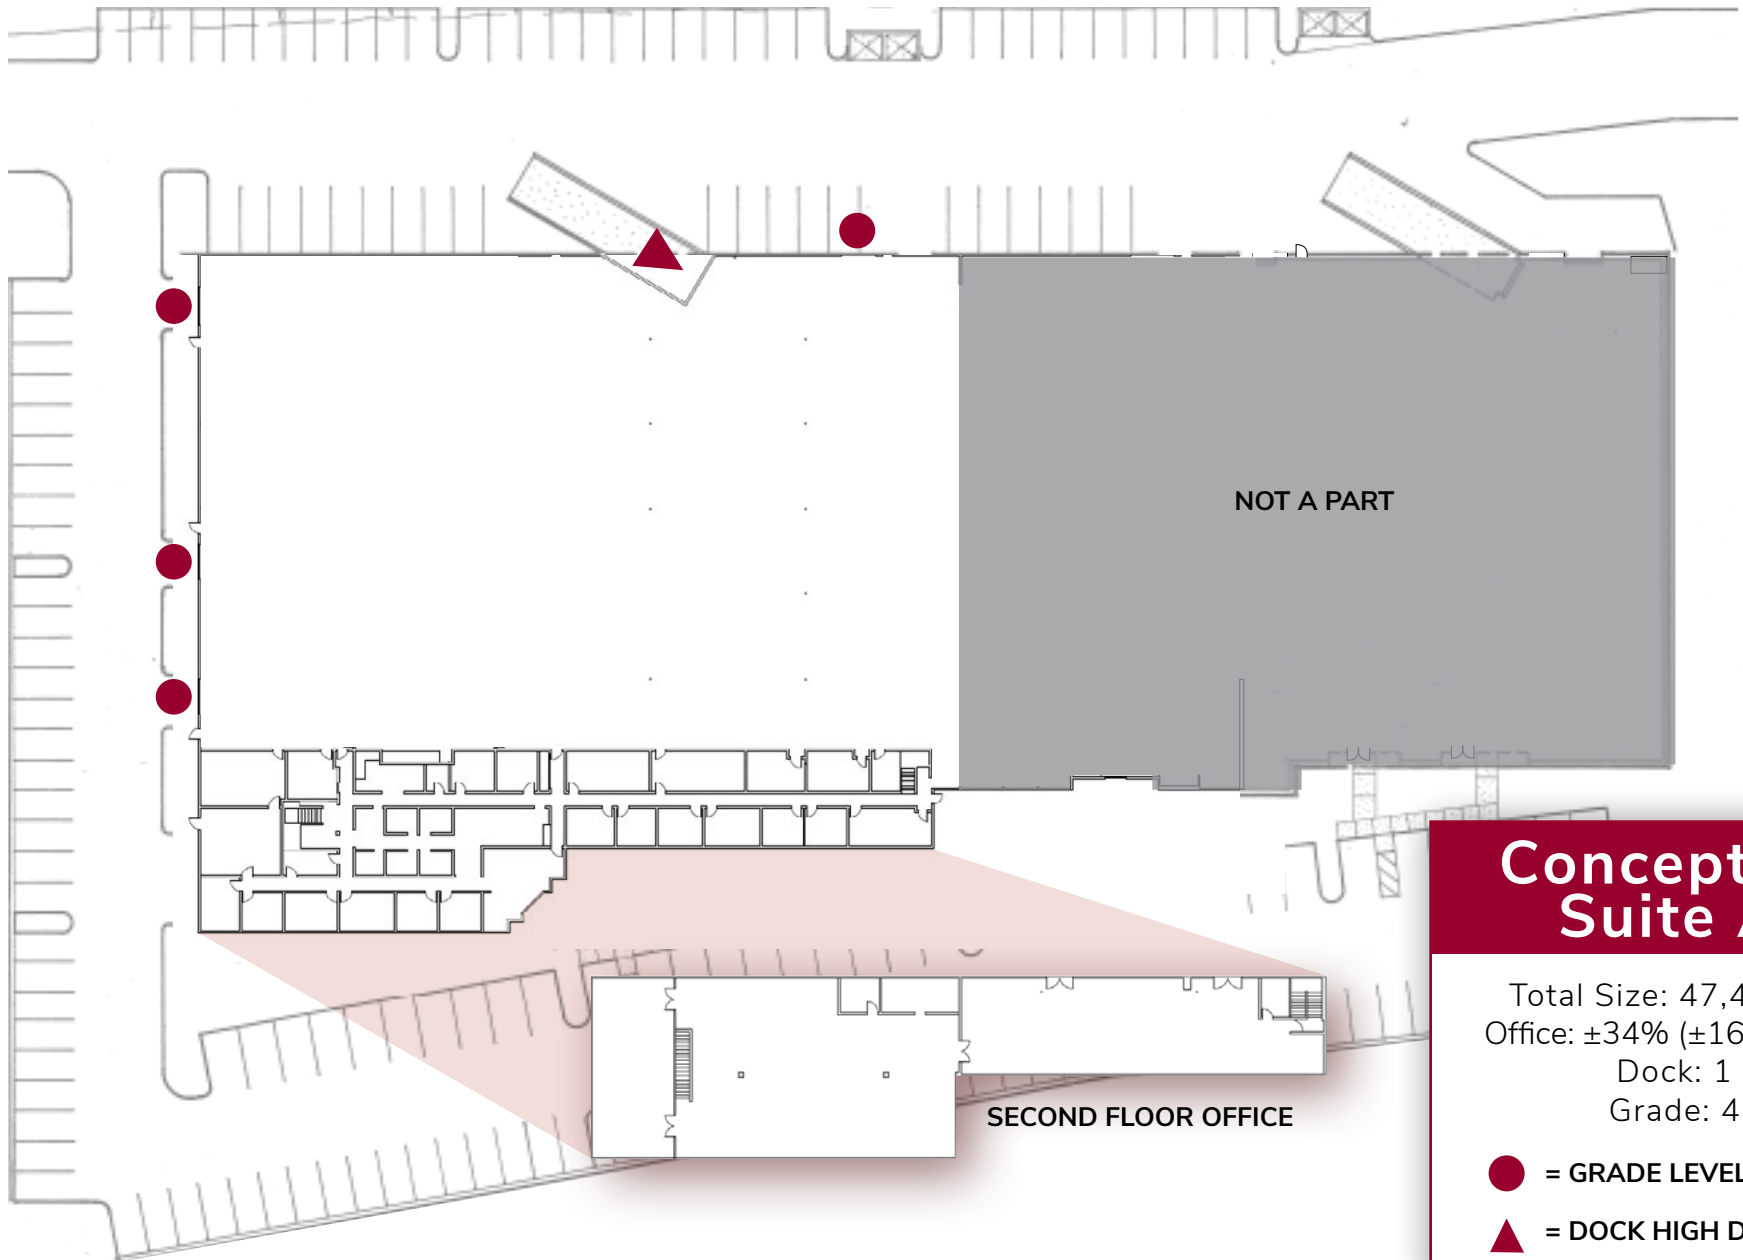 NOT A PART
SECOND FLOOR OFFICE
Concept
Suite
Total Size: 47,4
Office: ±34% (±16
Dock: 1
Grade: 4
= GRADE LEVEL
= DOCK HIGH D